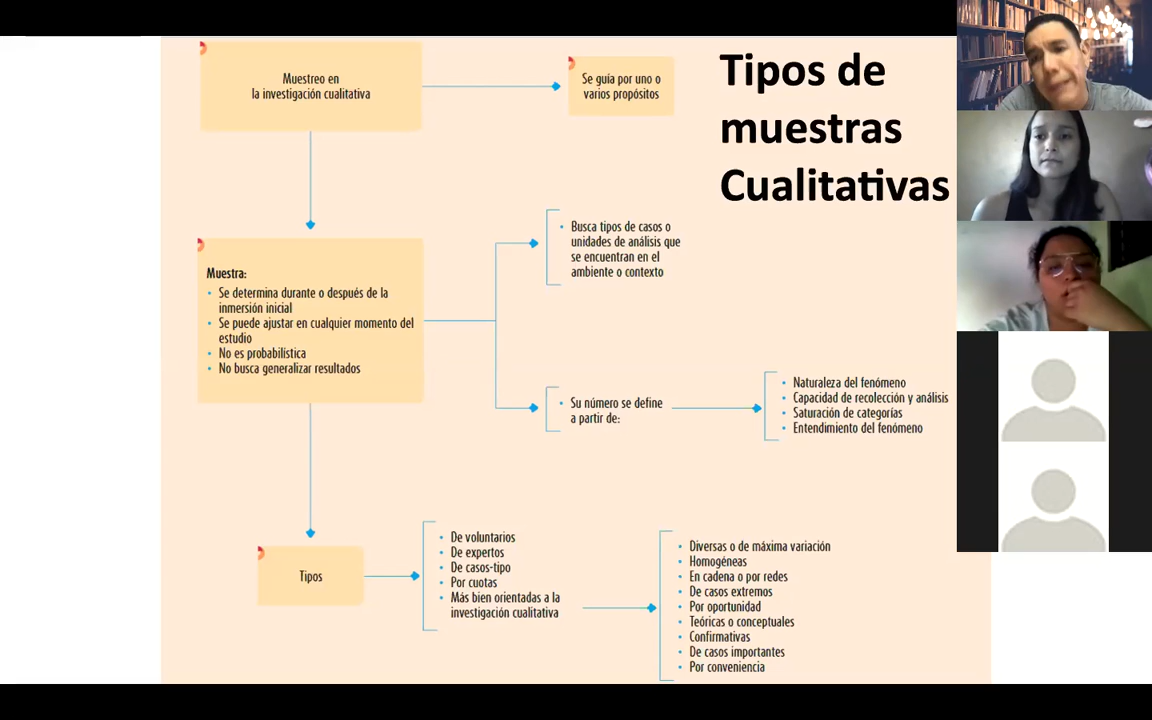 Tipos de
muestras
Cualitativas
Muestreo en
la investigación cualitativa
Se guía por uno o
varios propósitos
Muestra:
• Se determina durante o después de la
inmersión inicial
• Se puede ajustar en cualquier momento del
estudio
• No es probabilística
• No busca generalizar resultados
• Busca tipos de casos o
unidades de análisis que
se encuentran en el
ambiente o contexto
• Su número se define
a partir de:
• Naturaleza del fenómeno
• Capacidad de recolección y análisis
• Saturación de categorías
• Entendimiento del fenómeno
Tipos
• De voluntarios
• De expertos
• De casos-tipo
• Por cuotas
• Más bien orientadas a la
investigación cualitativa
• Diversas o de máxima variación
• Homogéneas
• En cadena o por redes
• De casos extremos
• Por oportunidad
• Teóricas o conceptuales
• Confirmativas
• De casos importantes
• Por conveniencia